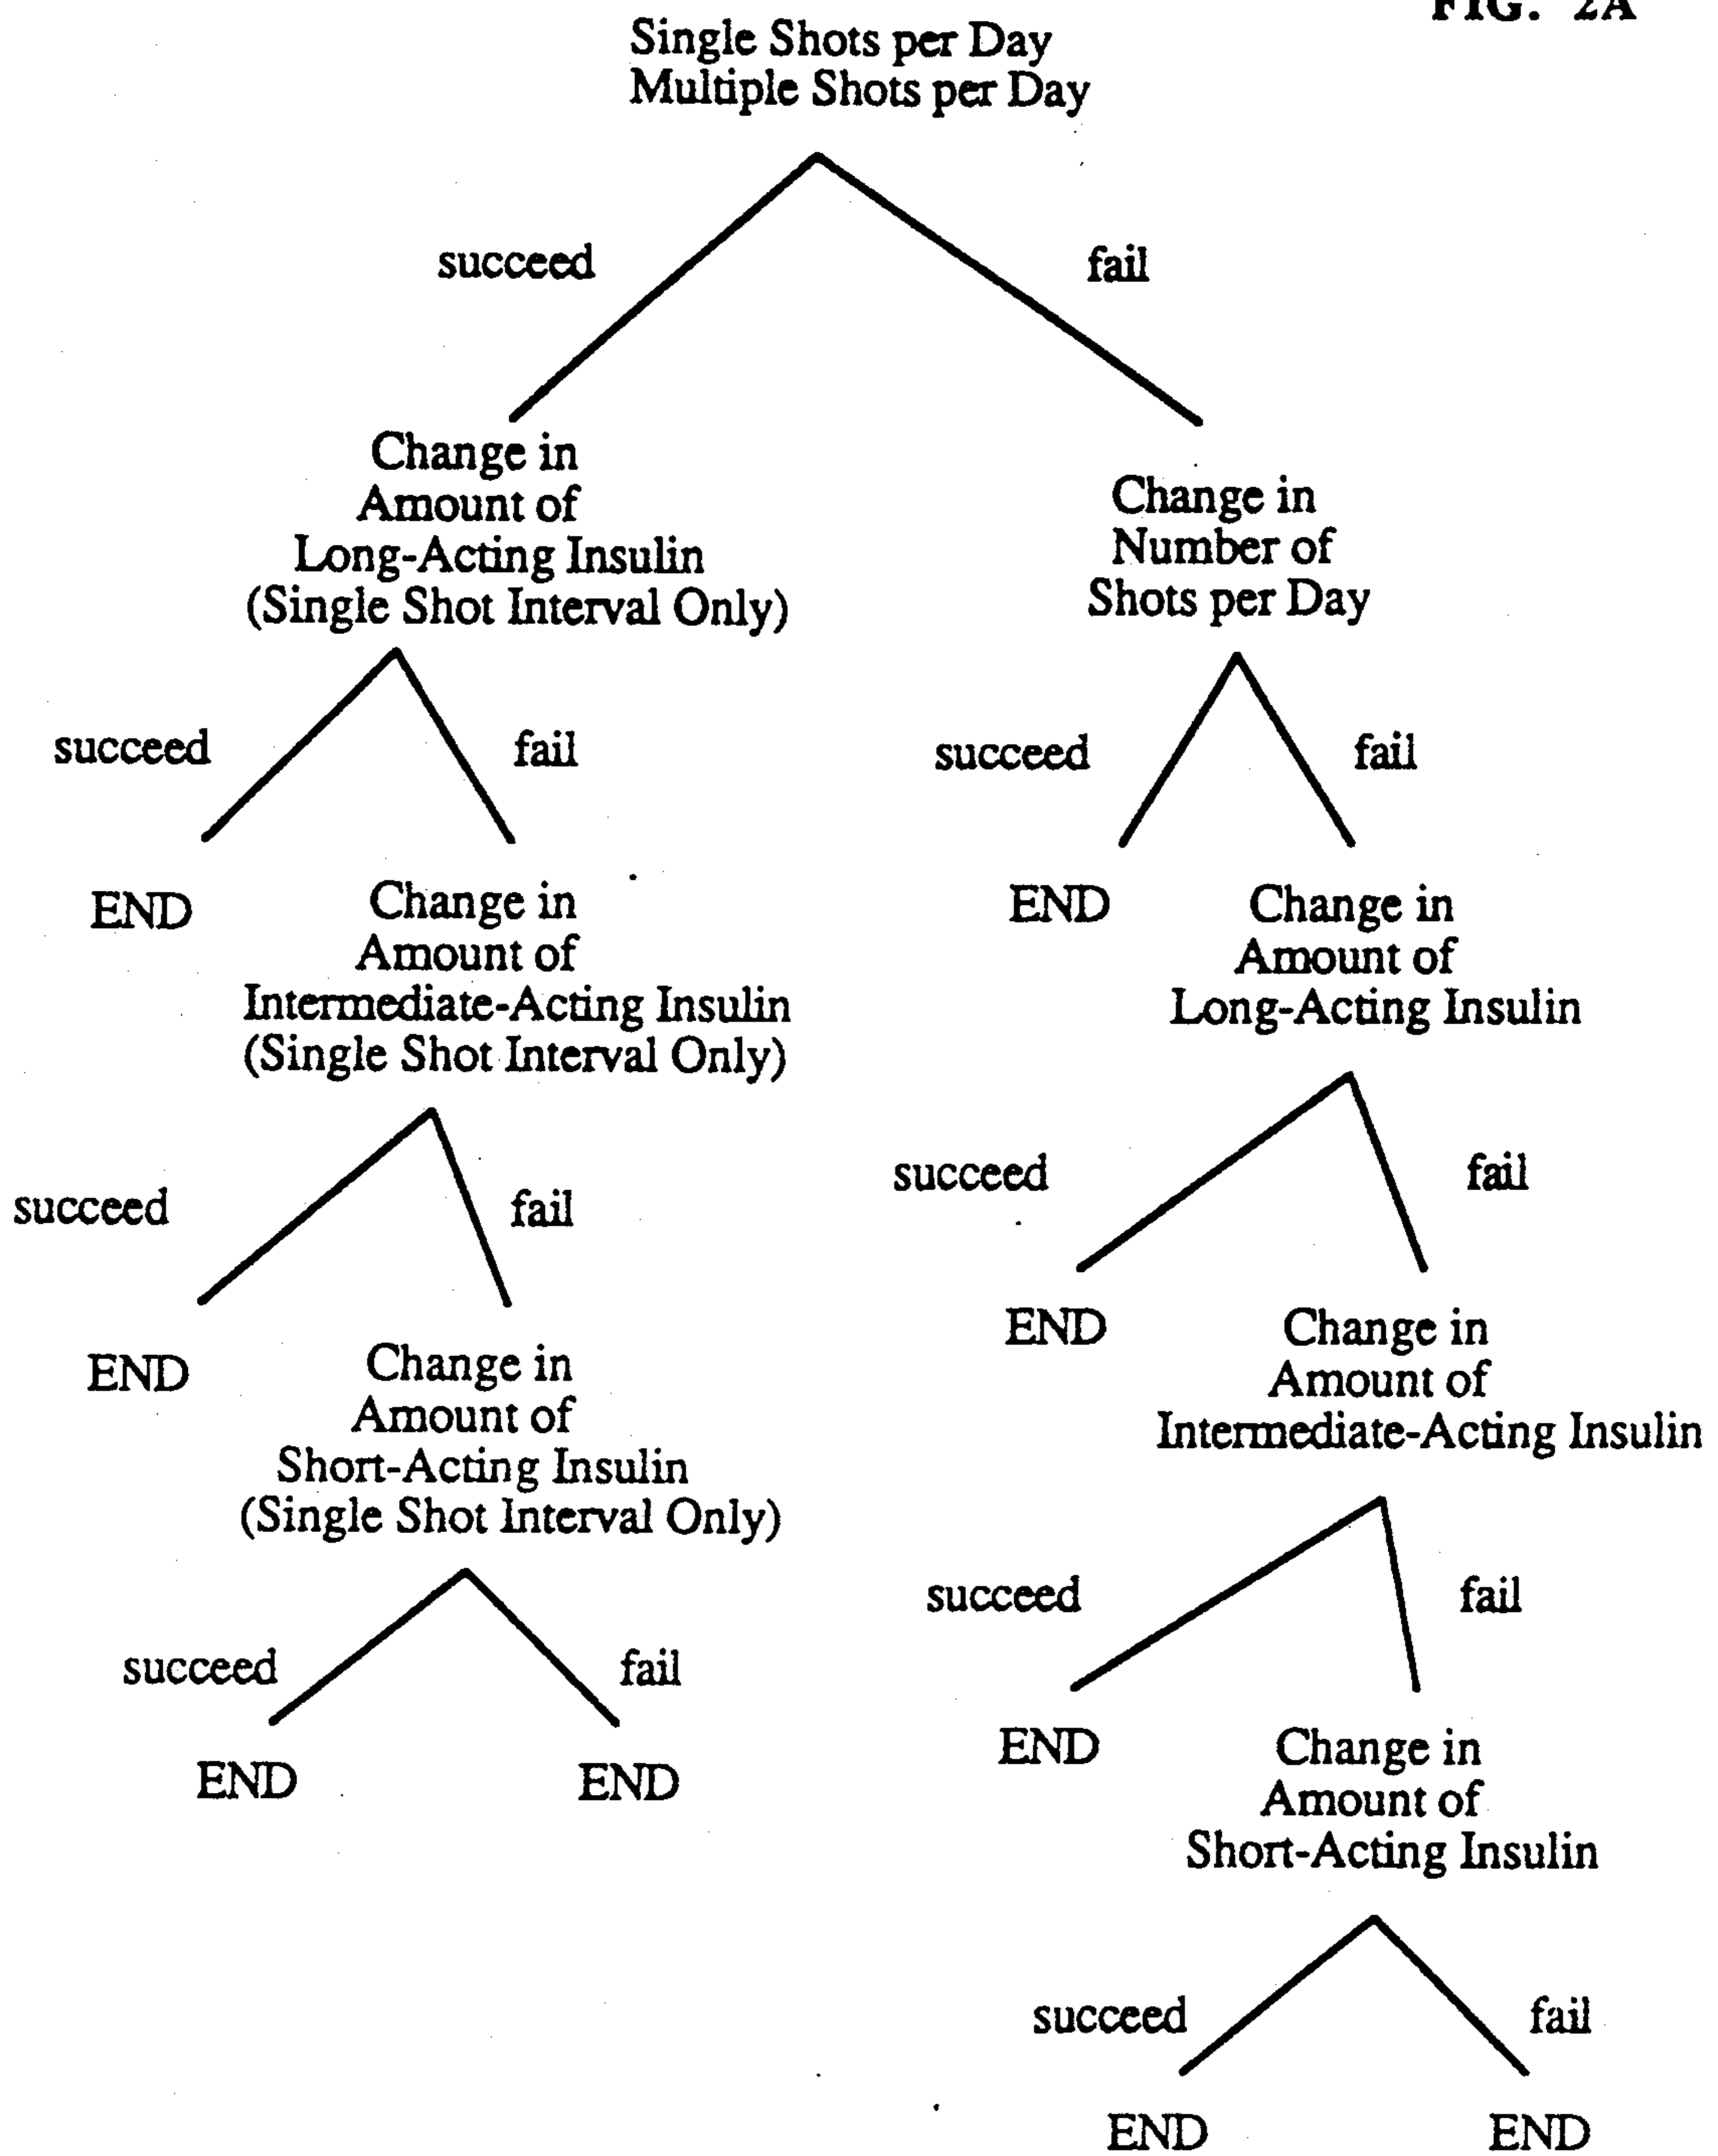 FIG. 2A
Single Shots per Day
Multiple Shots per Day
succeed
fail
Change in
Amount of
Long-Acting Insulin
(Single Shot Interval Only)
Change in
Number of
Shots per Day
succeed
fail
succeed
fail
END
Change in
Amount of
Intermediate-Acting Insulin
(Single Shot Interval Only)
END
Change in
Amount of
Long-Acting Insulin
succeed
fail
succeed
fail
END
Change in
Amount of
Short-Acting Insulin
(Single Shot Interval Only)
END
Change in
Amount of
Intermediate-Acting Insulin
succeed
fail
succeed
fail
END
END
END
Change in
Amount of
Short-Acting Insulin
succeed
fail
END
END